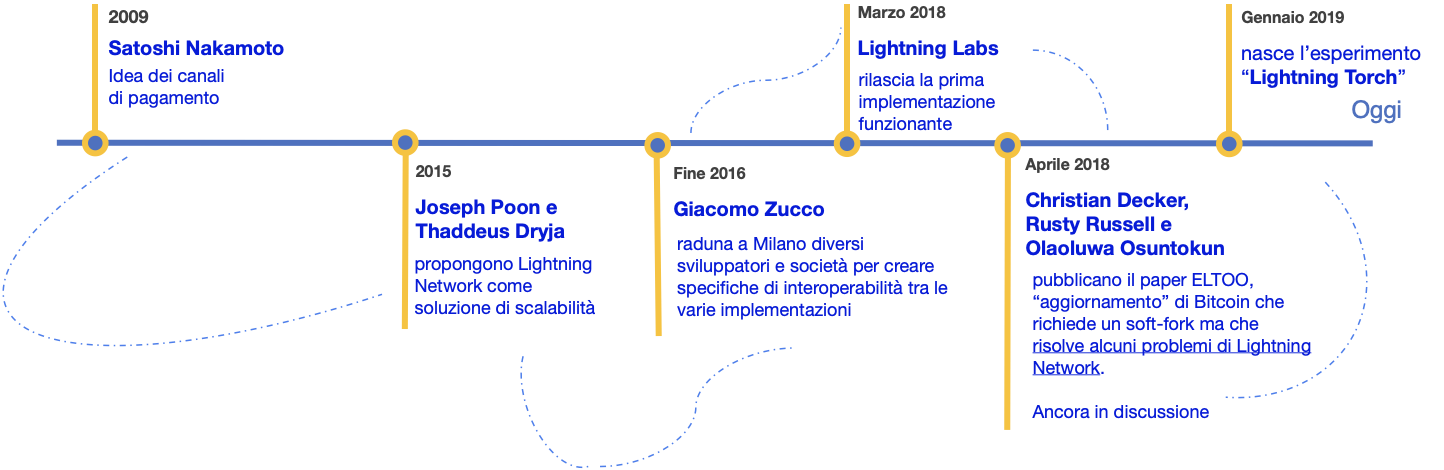 2009
Satoshi Nakamoto
Idea dei canali
di pagamento
2015
Joseph Poon e
Thaddeus Dryja
propongono Lightning
Network come
soluzione di scalabilità
Fine 2016
Giacomo Zucco
raduna a Milano diversi
sviluppatori e società per creare
specifiche di interoperabilità tra le
varie implementazioni
Marzo 2018
Lightning Labs
rilascia la prima
implementazione
funzionante
Aprile 2018
Christian Decker,
Rusty Russell e
Olaoluwa Osuntokun
pubblicano il paper ELTOO,
“aggiornamento” di Bitcoin che
richiede un soft-fork ma che
risolve alcuni problemi di Lightning
Network.
Ancora in discussione
Gennaio 2019
nasce l’esperimento
“Lightning Torch”
Oggi